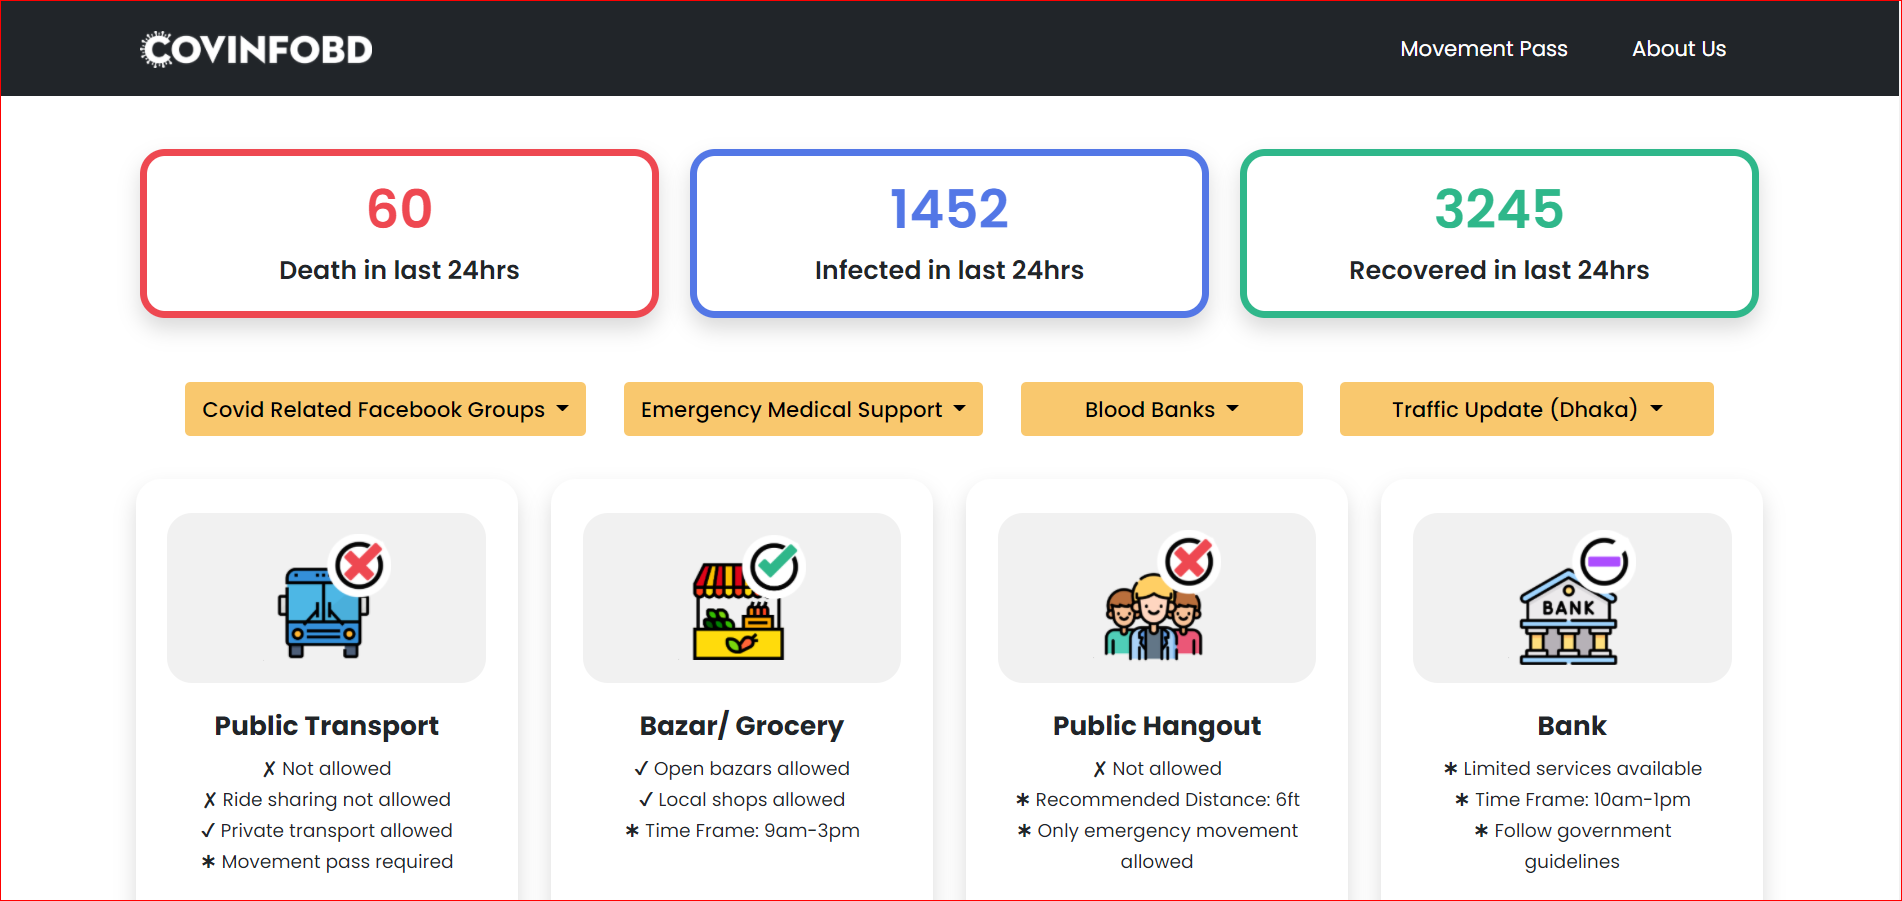 COVINFOBD
Movement Pass
About Us
60
Death in last 24hrs
1452
Infected in last 24hrs
3245
Recovered in last 24hrs
Covid Related Facebook Groups
Emergency Medical Support
Blood Banks
Traffic Update (Dhaka)
Public Transport
✗ Not allowed
✗ Ride sharing not allowed
✓ Private transport allowed
✱ Movement pass required
Bazar/ Grocery
✓ Open bazars allowed
✓ Local shops allowed
✱ Time Frame: 9am-3pm
Public Hangout
✗ Not allowed
✱ Recommended Distance: 6ft
✱ Only emergency movement
allowed
BANK
Bank
✱ Limited services available
✱ Time Frame: 10am-1pm
✱ Follow government
guidelines